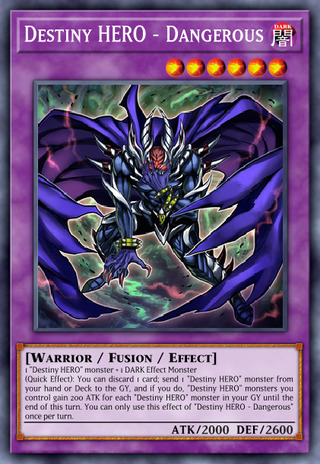 Destiny HERO - Dangerous
DARK
闇
[Warrior / Fusion / Effect]
1 "Destiny HERO" monster + 1 DARK Effect Monster
(Quick Effect): You can discard 1 card; send 1 "Destiny HERO" monster from
your hand or Deck to the GY, and if you do, "Destiny HERO" monsters you
control gain 200 ATK for each "Destiny HERO" monster in your GY until the
end of this turn. You can only use this effect of "Destiny HERO - Dangerous"
once per turn.
ATK/2000 DEF/2600